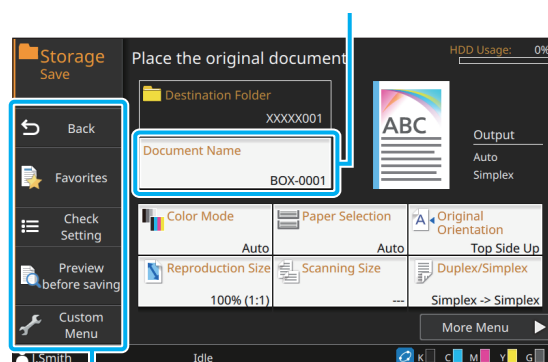 Storage
Save
Place the original document
HDD Usage: 0%
Destination Folder
XXXXX001
Document Name
BOX-0001
ABC
Output
Auto
Simplex
Back
Favorites
Check
Setting
Preview
before saving
Custom
Menu
Color Mode
Auto
Paper Selection
Auto
Original
Orientation
Top Side Up
Reproduction Size
100% (1:1)
Scanning Size
---
Duplex/Simplex
Simplex -> Simplex
More Menu
J.Smith
Idle
K C M Y G